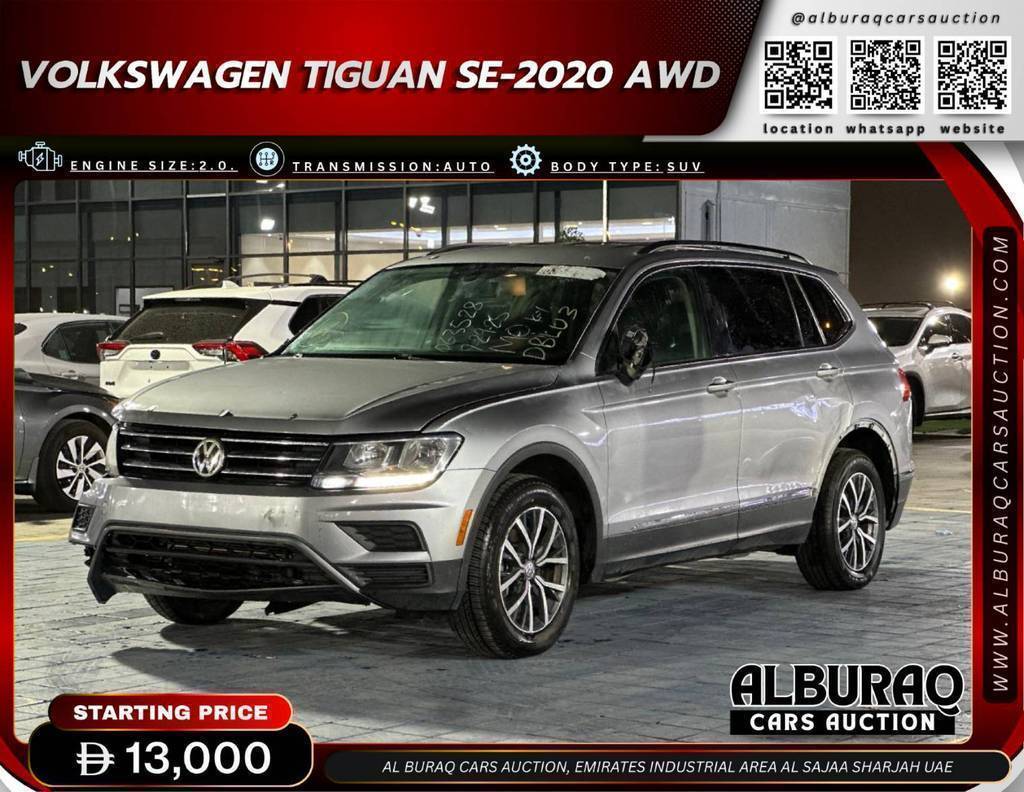 @alburaqcarsauction
VOLKSWAGEN TIGUAN SE-2020 AWD
location whatsapp website
ENGINE SIZE:2.0. TRANSMISSION:AUTO BODY TYPE: SUV
WWW.ALBURAQCARSAUCTION.COM
ALBURAQ
CARS AUCTION
STARTING PRICE
13,000
AL BURAQ CARS AUCTION, EMIRATES INDUSTRIAL AREA AL SAJAA SHARJAH UAE